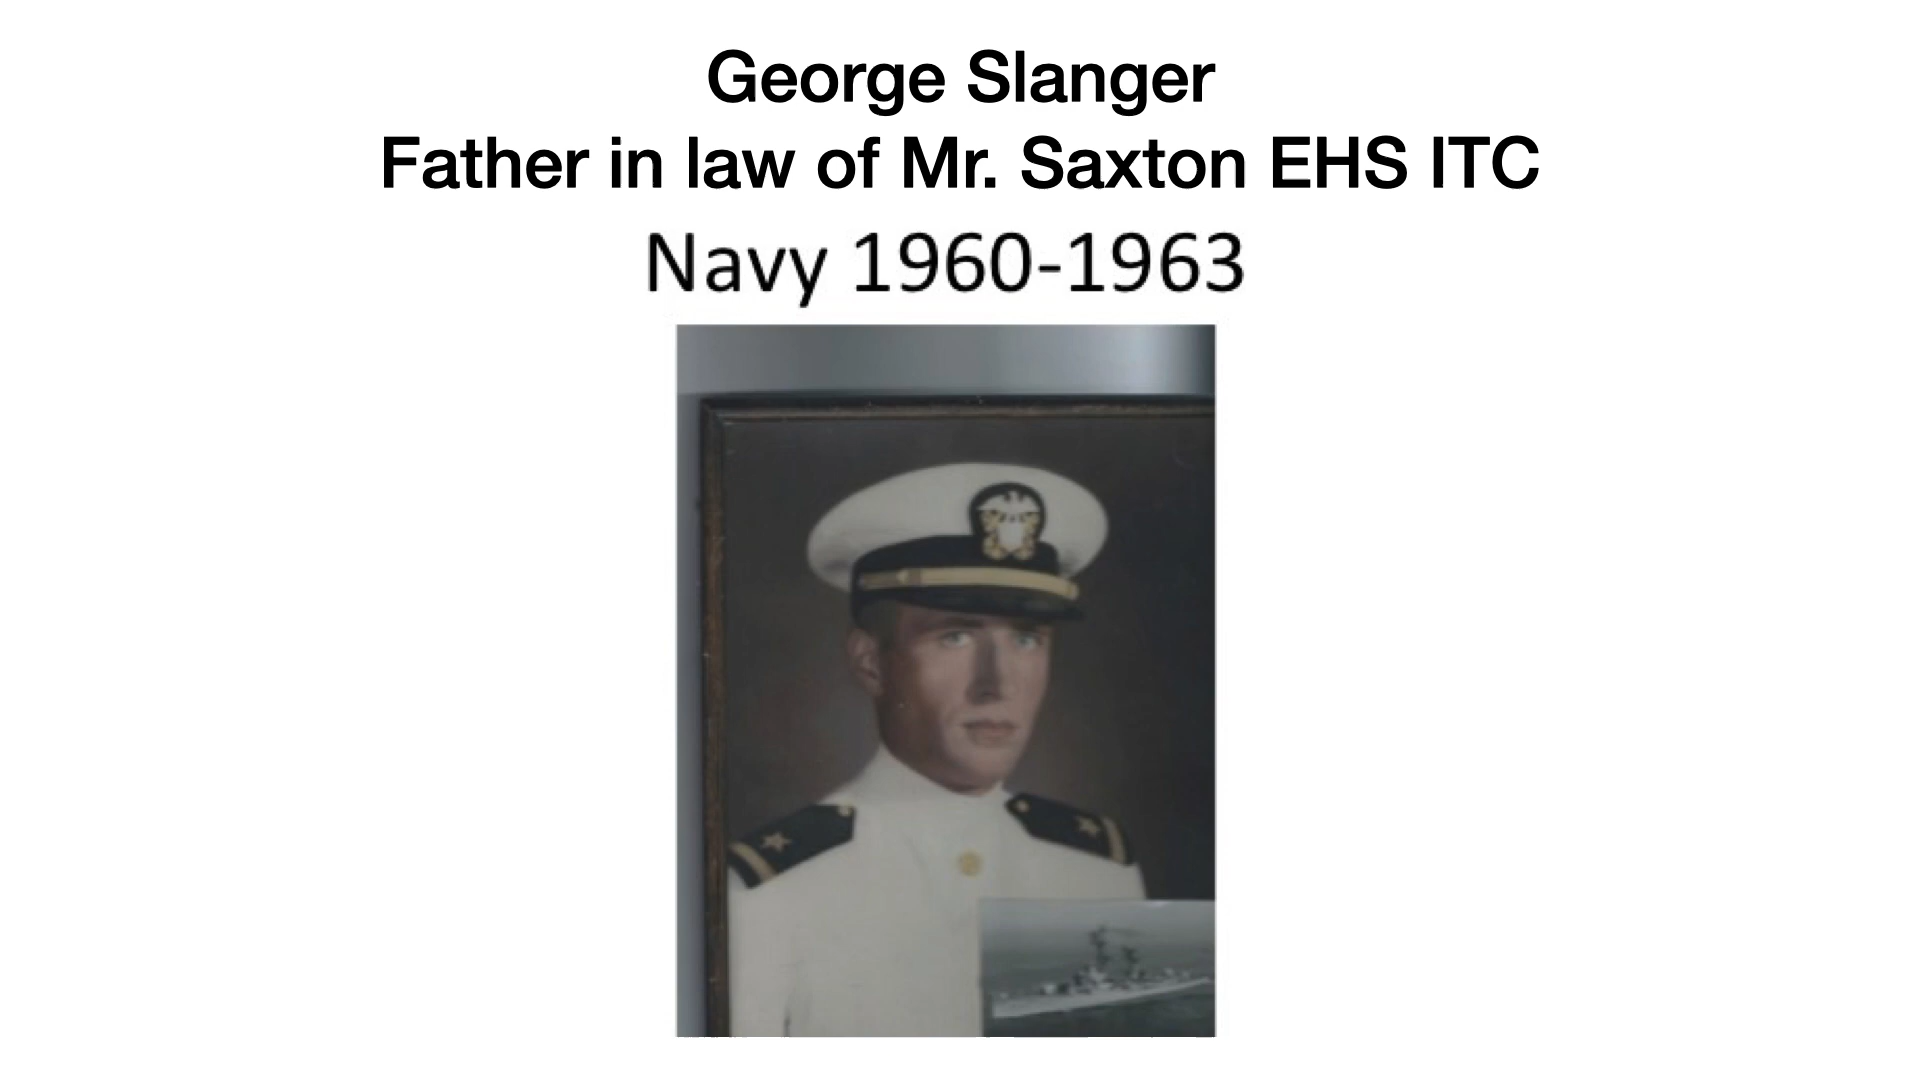 George Slanger
Father in law of Mr. Saxton EHS ITC
Navy 1960-1963